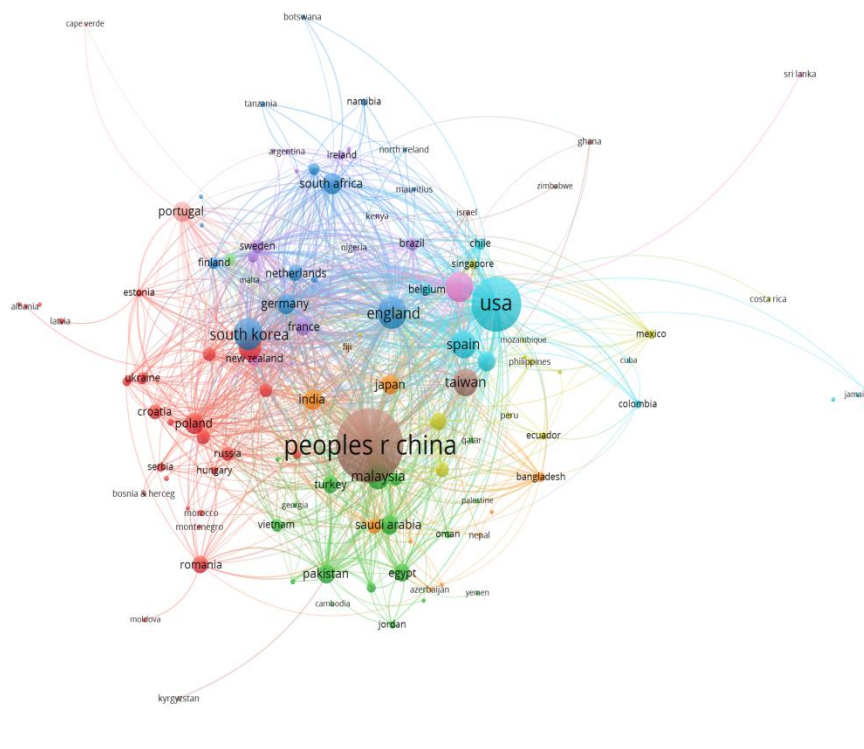 botswana
cape verde
sri lanka
tanzania
namibia
ghana
argentina
ireland
north ireland
south africa
mauritius
zimbabwe
portugal
kenya
israel
sweden
nigeria
brazil
chile
finland
netherlands
singapore
malta
estonia
belgium
albania
germany
usa
costa rica
latvia
england
south korea
france
mexico
new zealand
fiji
spain
mozambique
philippines
cuba
ukraine
japan
taiwan
jamai
india
colombia
croatia
poland
peru
peoples r china
qatar
ecuador
russia
serbia
hungary
turkey
malaysia
bangladesh
bosnia & herceg
georgia
palestine
morocco
montenegro
vietnam
saudi arabia
oman
nepal
romania
pakistan
egypt
azerbaijan
yemen
cambodia
moldova
jordan
kyrgyzstan